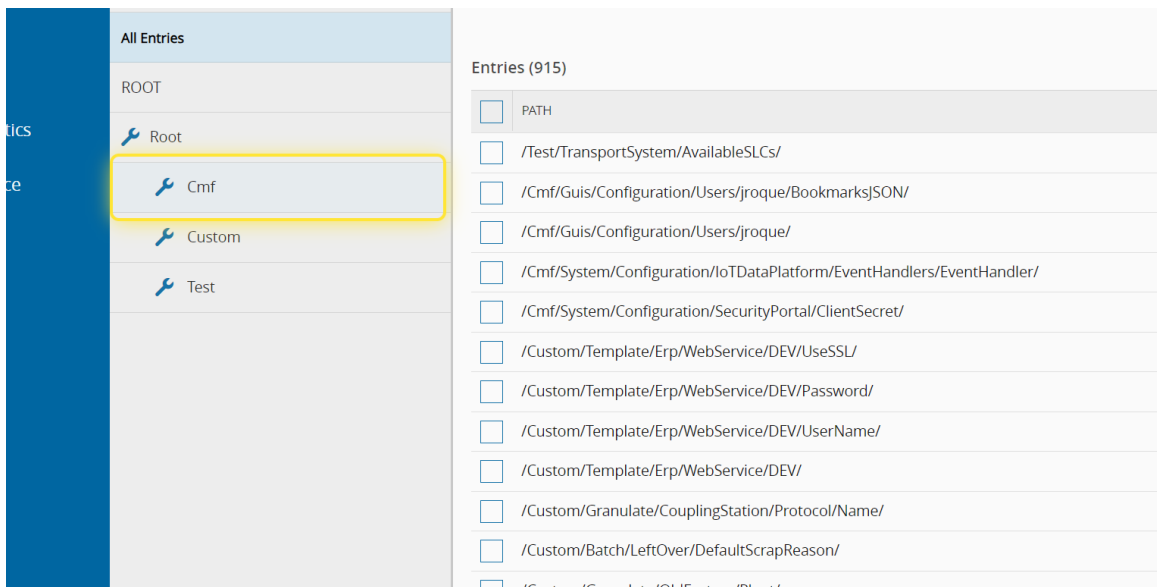 tics
ce
All Entries
ROOT
Root
Cmf
Custom
Test
Entries (915)
PATH
/Test/TransportSystem/AvailableSLCs/
/Cmf/Guis/Configuration/Users/jroque/BookmarksJSON/
/Cmf/Guis/Configuration/Users/jroque/
/Cmf/System/Configuration/IoTDataPlatform/EventHandlers/EventHandler/
/Cmf/System/Configuration/SecurityPortal/ClientSecret/
/Custom/Template/Erp/WebService/DEV/UseSSL/
/Custom/Template/Erp/WebService/DEV/Password/
/Custom/Template/Erp/WebService/DEV/UserName/
/Custom/Template/Erp/WebService/DEV/
/Custom/Granulate/CouplingStation/Protocol/Name/
/Custom/Batch/LeftOver/DefaultScrapReason/